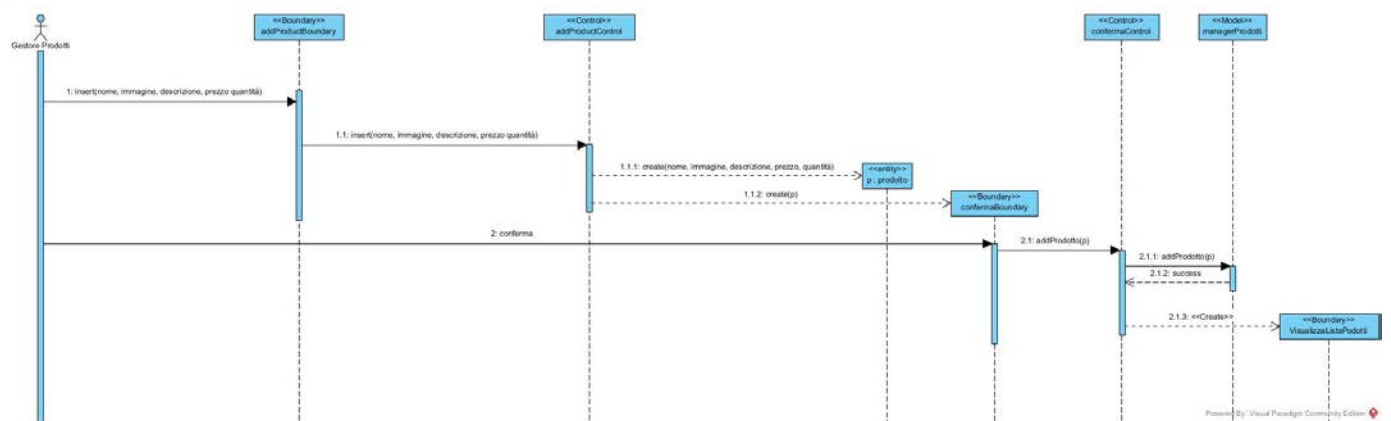 Gestore Prodotti
<<Boundary>>
addProductBoundary
<<Control>>
addProductControl
<<Control>>
confermaControl
<<Model>>
managerProdotti
1: insert(nome, immagine, descrizione, prezzo quantità)
1.1: insert(nome, immagine, descrizione, prezzo quantità)
1.1.1: create(nome, immagine, descrizione, prezzo, quantità)
<<entity>>
p : prodotto
1.1.2: create(p)
<<Boundary>>
confermaBoundary
2: conferma
2.1: addProdotto(p)
2.1.1: addProdotto(p)
2.1.2: success
2.1.3: <<Create>>
<<Boundary>>
VisualizzaListaPodotti
Powered By Visual Paradigm Community Edition